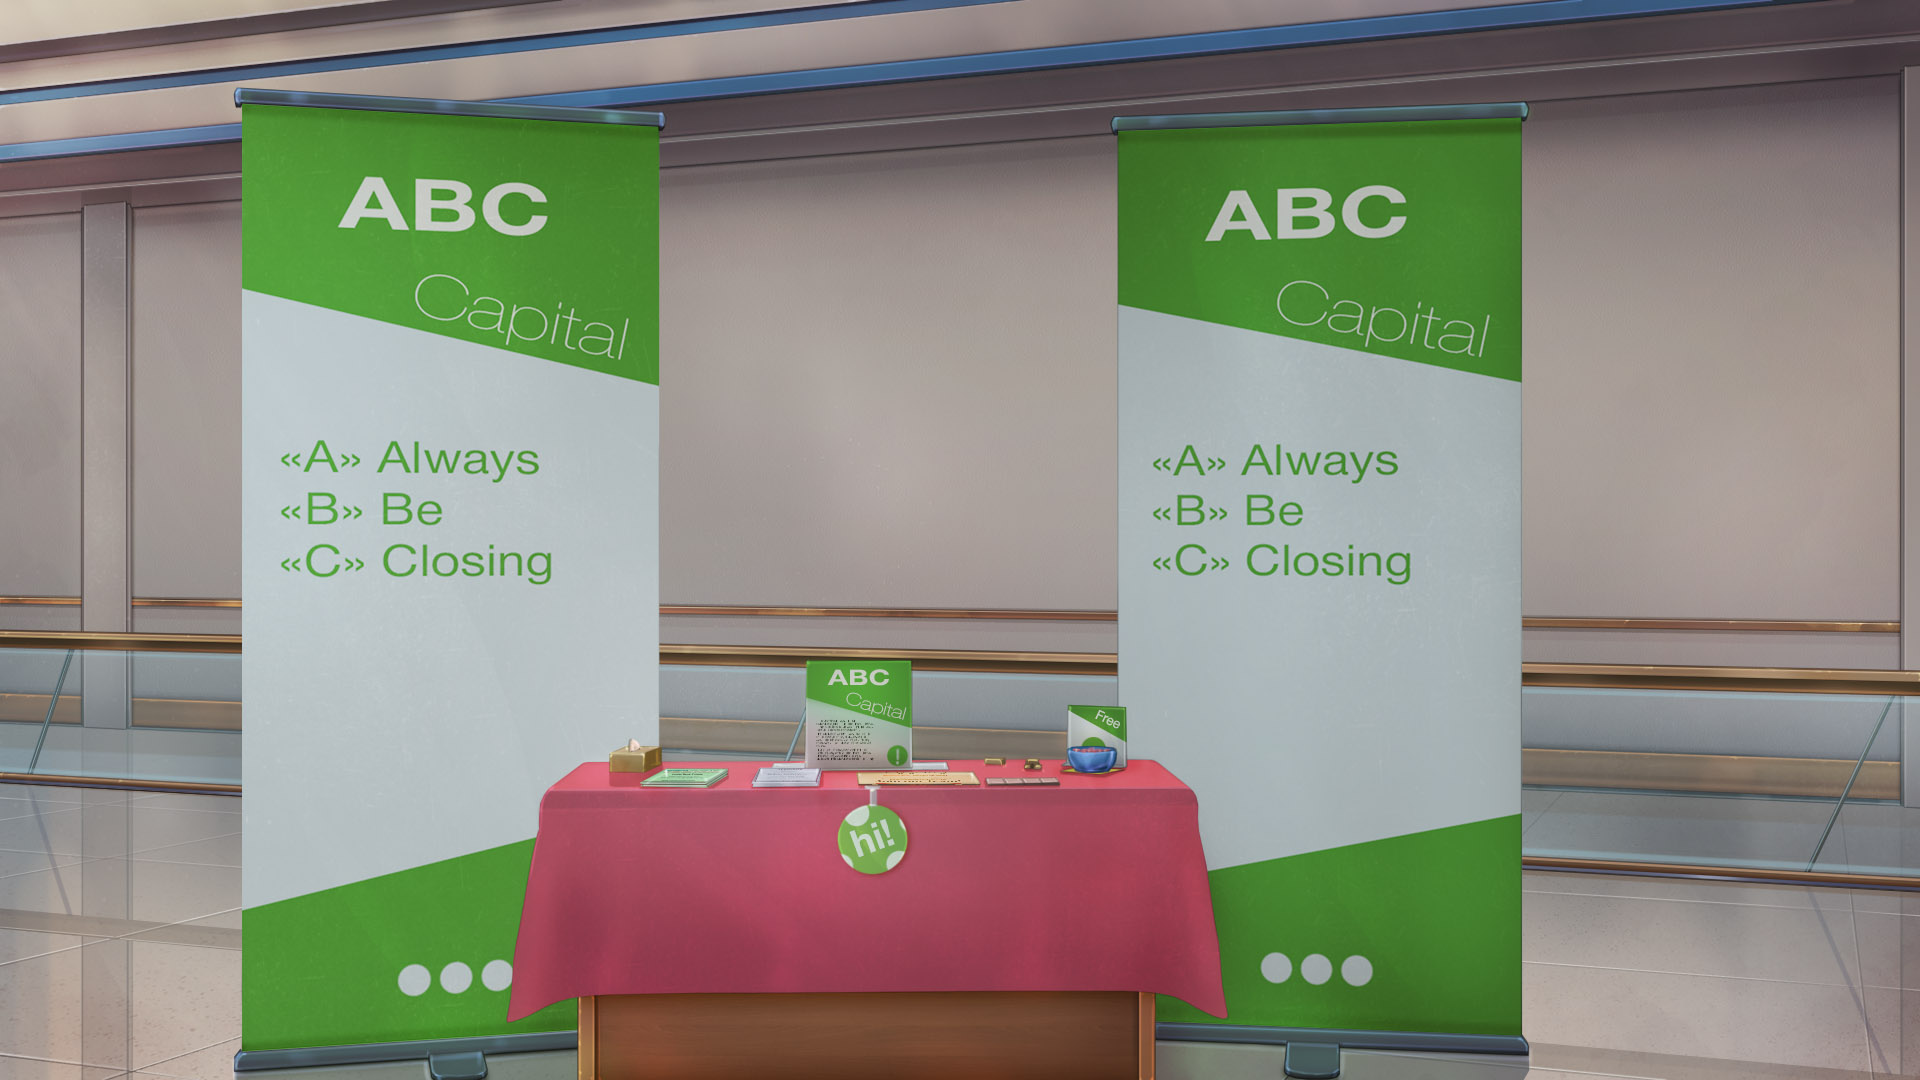 ABC
Capital
«A» Always
«B» Be
«C» Closing
ABC
Capital
«A» Always
«B» Be
«C» Closing
ABC
Capital
!
Free
hi!